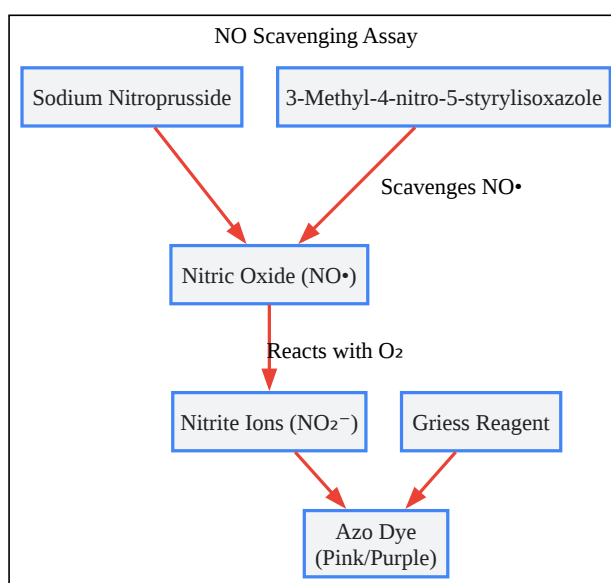 NO Scavenging Assay
Sodium Nitroprusside
3-Methyl-4-nitro-5-styrylisoxazole
Scavenges NO•
Nitric Oxide (NO•)
Reacts with O₂
Nitrite Ions (NO₂⁻)
Griess Reagent
Azo Dye
(Pink/Purple)